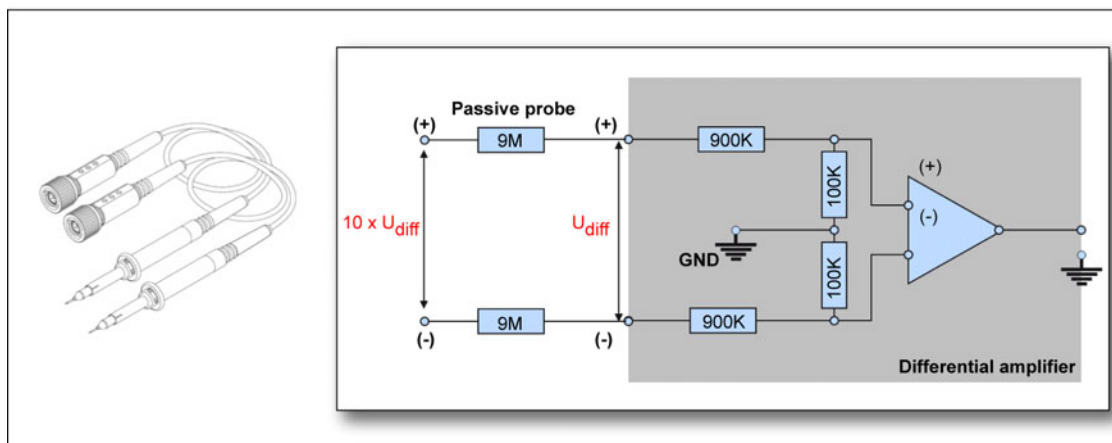 Passive probe
(+)
9M
(+)
900K
100K
(+)
(-)
10 x Udiff
Udiff
GND
100K
9M
900K
(-)
(-)
Differential amplifier